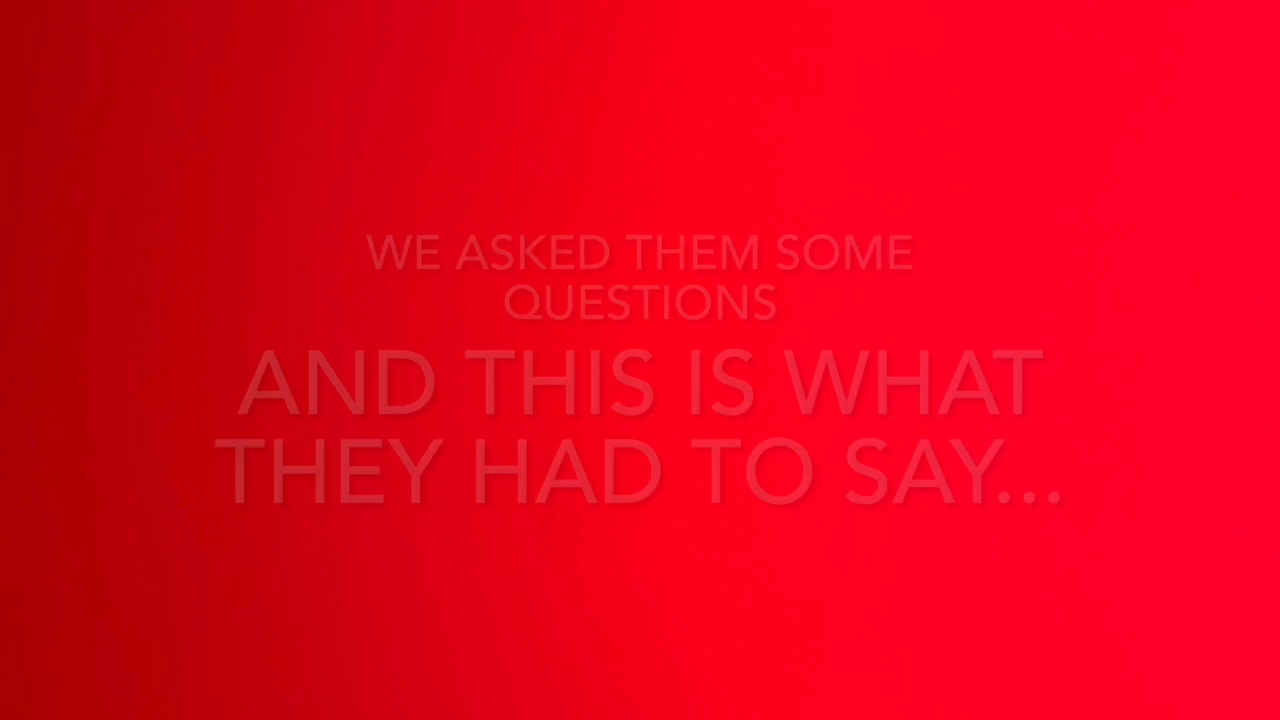 WE ASKED THEM SOME
QUESTIONS
AND THIS IS WHAT
THEY HAD TO SAY...